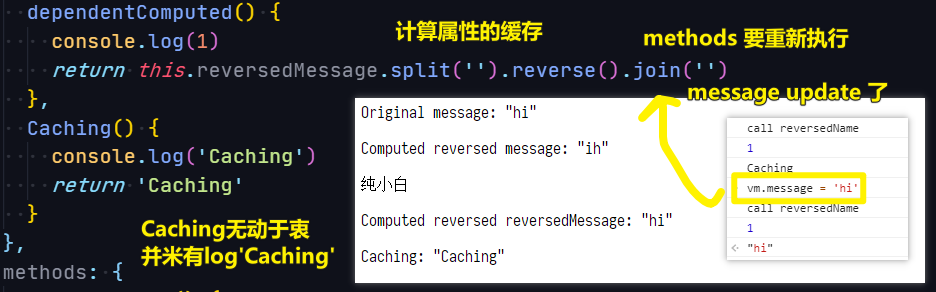 dependentComputed() {
console.log(1)
return this.reversedMessage.split('').reverse().join('')
},
Caching() {
console.log('Caching')
return 'Caching'
}
},
methods: {
计算属性的缓存
methods 要重新执行
message update 了
Caching无动于衷
并米有log'Caching'
Original message: "hi"
Computed reversed message: "ih"
纯小白
Computed reversed reversedMessage: "hi"
Caching: "Caching"
call reversedName
1
Caching
vm.message = 'hi'
call reversedName
1
"hi"